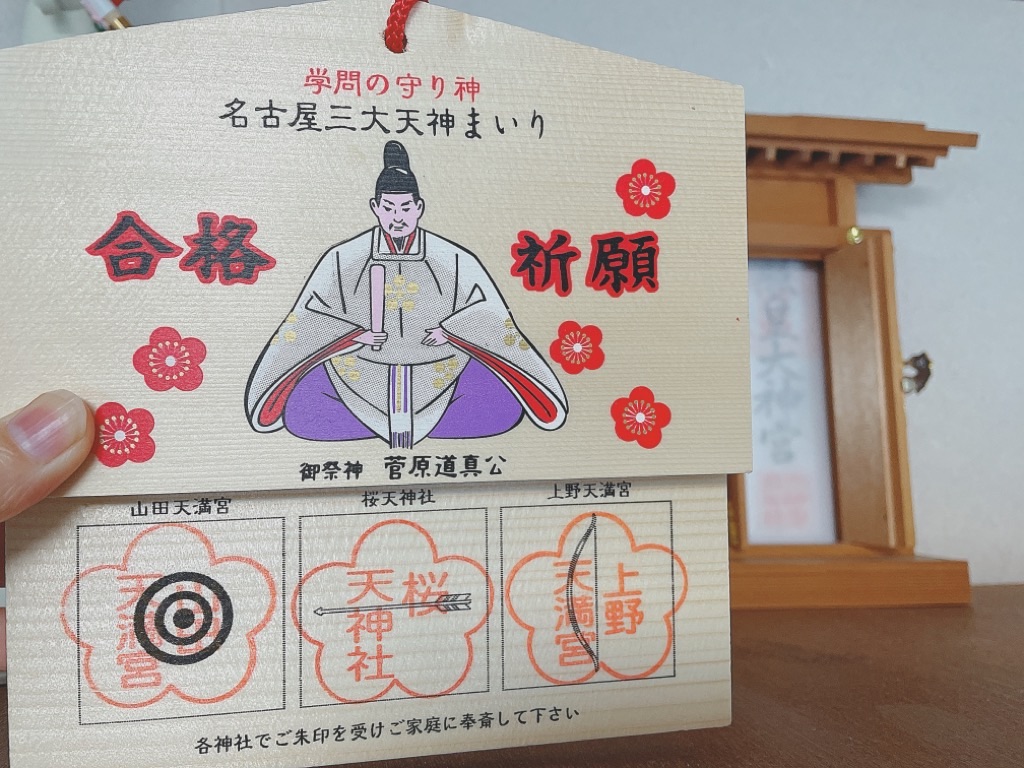 学問の守り神
名古屋三大天神まいり
合格
祈願
御祭神 菅原道真公
山田天満宮
桜天神社
上野天満宮
天満宮
桜
天神社
上野
天満宮
各神社でご朱印を受けご家庭に奉斎して下さい
大神宮